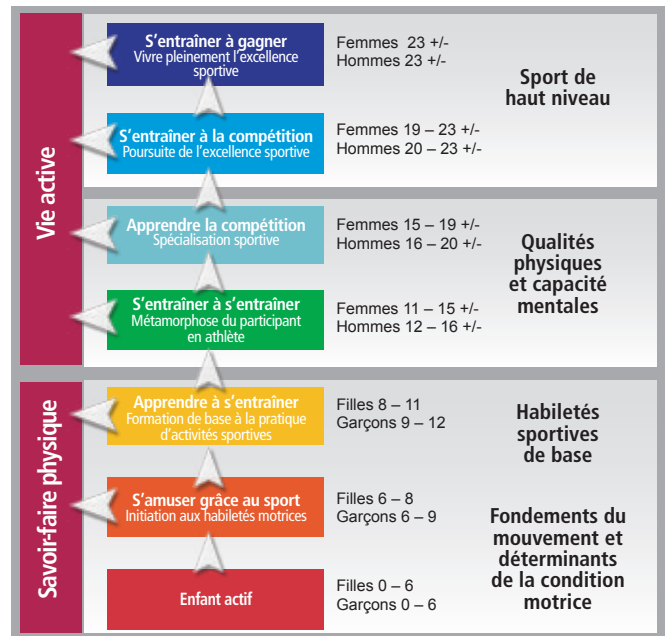 S'entraîner à gagner
Vivre pleinement l'excellence
sportive
Femmes 23 +/-
Hommes 23 +/-
Sport de
haut niveau
S'entraîner à la compétition
Poursuite de l'excellence sportive
Femmes 19 – 23 +/-
Hommes 20 – 23 +/-
Vie active
Apprendre la compétition
Spécialisation sportive
Femmes 15 – 19 +/-
Hommes 16 – 20 +/-
Qualités
physiques
et capacité
mentales
S'entraîner à s'entraîner
Métamorphose du participant
en athlète
Femmes 11 – 15 +/-
Hommes 12 – 16 +/-
Savoir-faire physique
Apprendre à s'entraîner
Formation de base à la pratique
d'activités sportives
Filles 8 – 11
Garçons 9 – 12
Habiletés
sportives
de base
S'amuser grâce au sport
Initiation aux habiletés motrices
Filles 6 – 8
Garçons 6 – 9
Fondements du
mouvement et
déterminants
de la condition
motrice
Enfant actif
Filles 0 – 6
Garçons 0 – 6